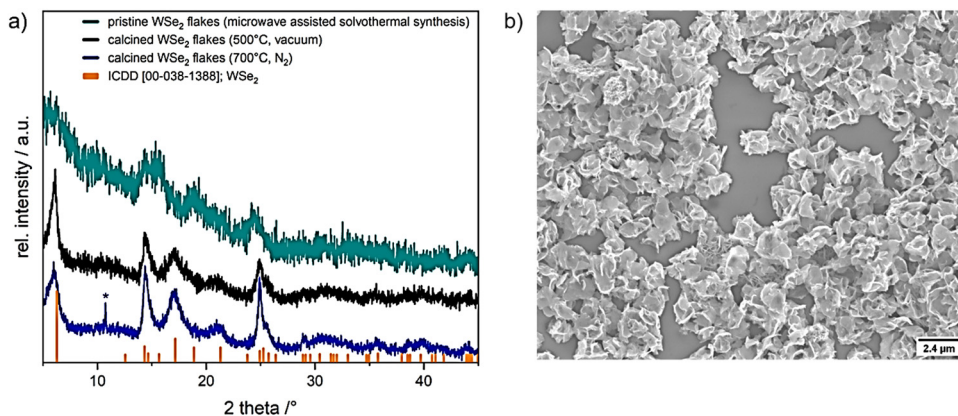 a)
pristine WSe₂ flakes (microwave assisted solvothermal synthesis)
calcined WSe₂ flakes (500°C, vacuum)
calcined WSe₂ flakes (700°C, N₂)
ICDD [00-038-1388]; WSe₂
rel. intensity / a.u.
*
10 20 30 40
2 theta /°
b)
2.4 µm